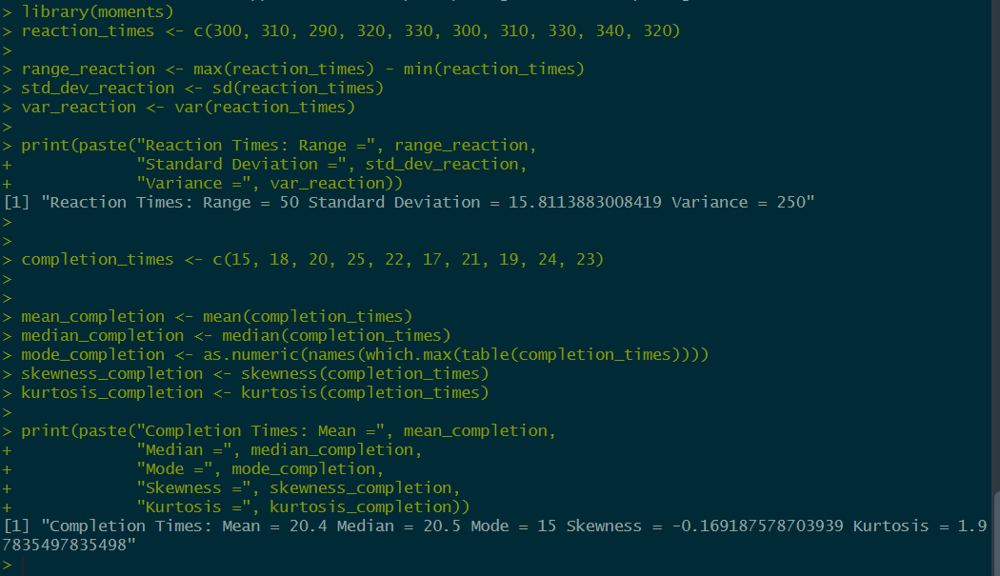 > library(moments)
> reaction_times <- c(300, 310, 290, 320, 330, 300, 310, 330, 340, 320)
>
> range_reaction <- max(reaction_times) - min(reaction_times)
> std_dev_reaction <- sd(reaction_times)
> var_reaction <- var(reaction_times)
>
> print(paste("Reaction Times: Range =", range_reaction,
+             "Standard Deviation =", std_dev_reaction,
+             "Variance =", var_reaction))
[1] "Reaction Times: Range = 50 Standard Deviation = 15.8113883008419 Variance = 250"
>
>
> completion_times <- c(15, 18, 20, 25, 22, 17, 21, 19, 24, 23)
>
>
> mean_completion <- mean(completion_times)
> median_completion <- median(completion_times)
> mode_completion <- as.numeric(names(which.max(table(completion_times))))
> skewness_completion <- skewness(completion_times)
> kurtosis_completion <- kurtosis(completion_times)
>
> print(paste("Completion Times: Mean =", mean_completion,
+             "Median =", median_completion,
+             "Mode =", mode_completion,
+             "Skewness =", skewness_completion,
+             "Kurtosis =", kurtosis_completion))
[1] "Completion Times: Mean = 20.4 Median = 20.5 Mode = 15 Skewness = -0.169187578703939 Kurtosis = 1.9
7835497835498"
>